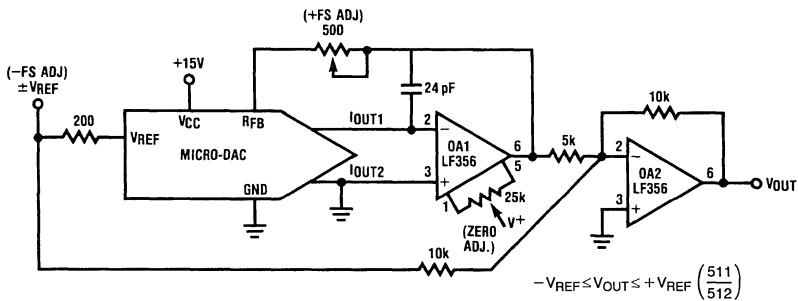 (+FS ADJ)
500
+15V
(−FS ADJ)
±VREF
24 pF
10k
200
VREF
VCC
RFB
IOUT1
2
−
MICRO-DAC
OA1
LF356
6
5k
2
−
OA2
LF356
6
VOUT
IOUT2
3
+
5
GND
1
25k
V+
3
+
(ZERO
ADJ.)
10k
−VREF ≤ VOUT ≤ +VREF (511/512)